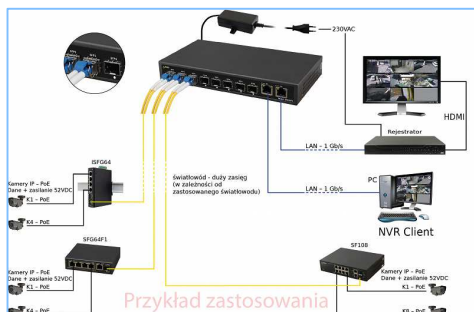 230VAC
HDMI
Rejestrator
LAN - 1 Gb/s
ISFG64
światłowód - duży zasięg
(w zależności od
zastosowanego światłowodu)
Kamery IP - PoE
Dane + zasilanie 52VDC
K1 - PoE
K4 - PoE
PC
LAN - 1 Gb/s
NVR Client
SFG64F1
SF108
Kamery IP - PoE
Dane + zasilanie 52VDC
K1 - PoE
K4 - PoE
Kamery IP - PoE
Dane + zasilanie 52VDC
K1 - PoE
K8 - PoE
Przykład zastosowania